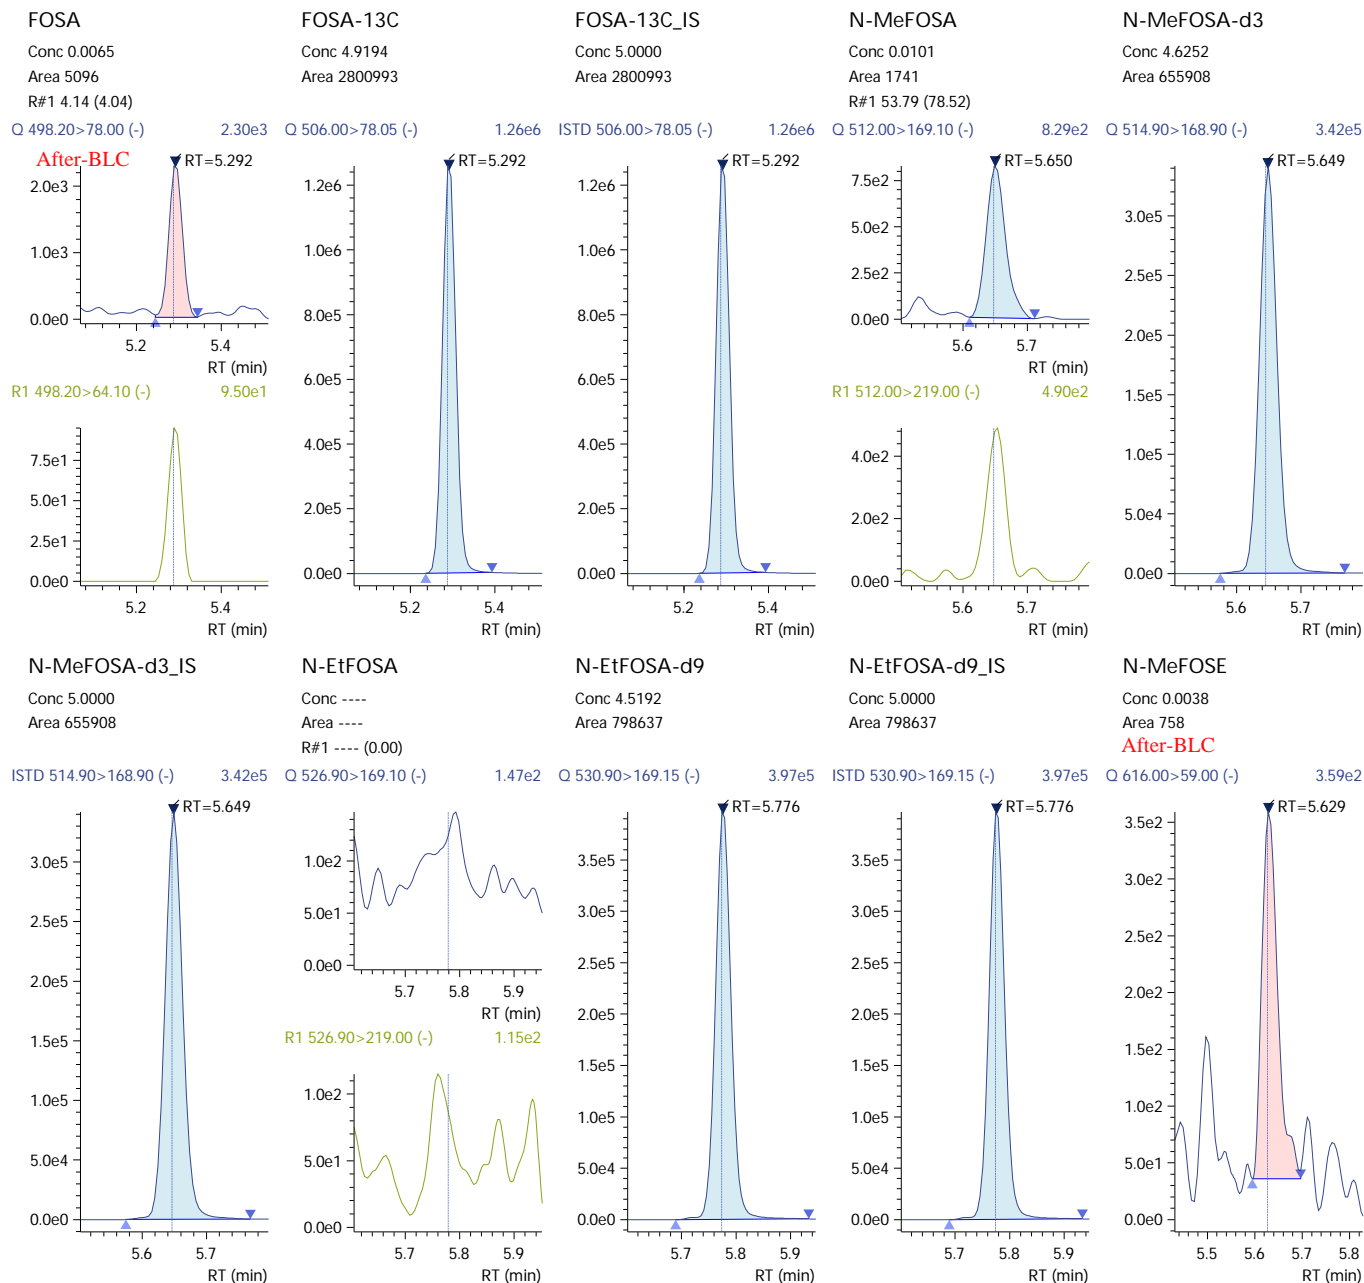 FOSA
Conc 0.0065
Area 5096
R#1 4.14 (4.04)
Q 498.20>78.00 (-) 2.30e3
After-BLC
RT=5.292
2.0e3
1.0e3
0.0e0
5.2 5.4
RT (min)
R1 498.20>64.10 (-) 9.50e1
7.5e1
5.0e1
2.5e1
0.0e0
5.2 5.4
RT (min)
FOSA-13C
Conc 4.9194
Area 2800993
Q 506.00>78.05 (-) 1.26e6
RT=5.292
1.2e6
1.0e6
8.0e5
6.0e5
4.0e5
2.0e5
0.0e0
5.2 5.4
RT (min)
FOSA-13C_IS
Conc 5.0000
Area 2800993
ISTD 506.00>78.05 (-) 1.26e6
RT=5.292
1.2e6
1.0e6
8.0e5
6.0e5
4.0e5
2.0e5
0.0e0
5.2 5.4
RT (min)
N-MeFOSA
Conc 0.0101
Area 1741
R#1 53.79 (78.52)
Q 512.00>169.10 (-) 8.29e2
RT=5.650
7.5e2
5.0e2
2.5e2
0.0e0
5.6 5.7
RT (min)
R1 512.00>219.00 (-) 4.90e2
4.0e2
2.0e2
0.0e0
5.6 5.7
RT (min)
N-MeFOSA-d3
Conc 4.6252
Area 655908
Q 514.90>168.90 (-) 3.42e5
RT=5.649
3.0e5
2.5e5
2.0e5
1.5e5
1.0e5
5.0e4
0.0e0
5.6 5.7
RT (min)
N-MeFOSA-d3_IS
Conc 5.0000
Area 655908
ISTD 514.90>168.90 (-) 3.42e5
RT=5.649
3.0e5
2.5e5
2.0e5
1.5e5
1.0e5
5.0e4
0.0e0
5.6 5.7
RT (min)
N-EtFOSA
Conc ----
Area ----
R#1 ---- (0.00)
Q 526.90>169.10 (-) 1.47e2
1.0e2
5.0e1
0.0e0
5.7 5.8 5.9
RT (min)
R1 526.90>219.00 (-) 1.15e2
1.0e2
5.0e1
0.0e0
5.7 5.8 5.9
RT (min)
N-EtFOSA-d9
Conc 4.5192
Area 798637
Q 530.90>169.15 (-) 3.97e5
RT=5.776
3.5e5
3.0e5
2.5e5
2.0e5
1.5e5
1.0e5
5.0e4
0.0e0
5.7 5.8 5.9
RT (min)
N-EtFOSA-d9_IS
Conc 5.0000
Area 798637
ISTD 530.90>169.15 (-) 3.97e5
RT=5.776
3.5e5
3.0e5
2.5e5
2.0e5
1.5e5
1.0e5
5.0e4
0.0e0
5.7 5.8 5.9
RT (min)
N-MeFOSE
Conc 0.0038
Area 758
After-BLC
Q 616.00>59.00 (-) 3.59e2
RT=5.629
3.5e2
3.0e2
2.5e2
2.0e2
1.5e2
1.0e2
5.0e1
0.0e0
5.5 5.6 5.7 5.8
RT (min)